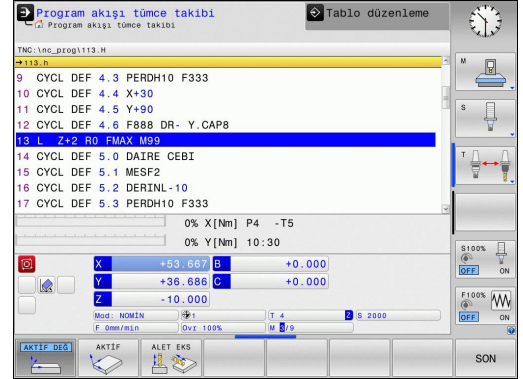 Program akışı tümce takibi
Program akışı tümce takibi
Tablo düzenleme
TNC:\nc_prog\113.H
→113.h
9 CYCL DEF 4.3 PERDH10 F333
10 CYCL DEF 4.4 X+30
11 CYCL DEF 4.5 Y+90
12 CYCL DEF 4.6 F888 DR- Y.CAP8
13 L Z+2 R0 FMAX M99
14 CYCL DEF 5.0 DAIRE CEBI
15 CYCL DEF 5.1 MESF2
16 CYCL DEF 5.2 DERINL-10
17 CYCL DEF 5.3 PERDH10 F333
0% X[Nm] P4 -T5
0% Y[Nm] 10:30
X +53.667 B +0.000
Y +36.686 C +0.000
Z -10.000
Mod: NOMİN 1 T 4 Z S 2000
F 0mm/min Ovr 100% M 8/9
M
S
T
S100%
OFF ON
F100%
OFF ON
AKTİF DEĞ
AKTİF
ALET EKS
SON